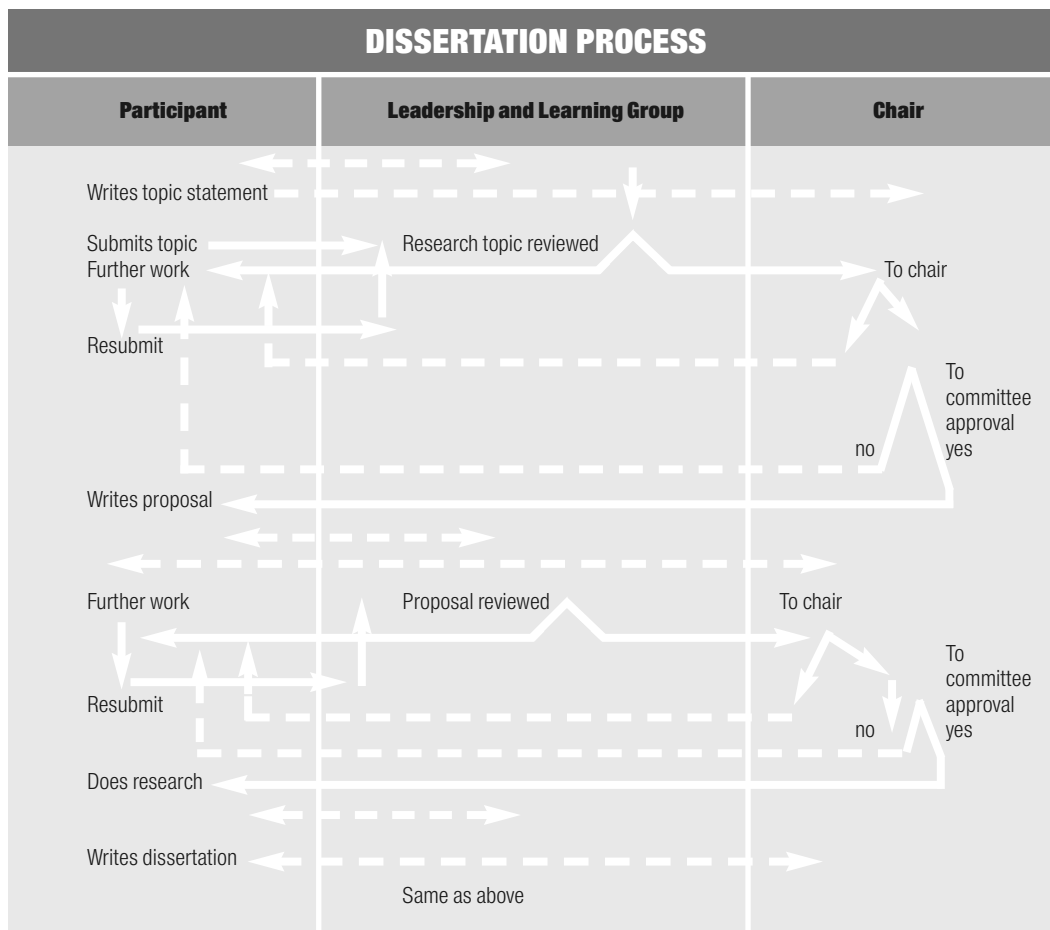 DISSERTATION PROCESS
Participant
Leadership and Learning Group
Chair
Writes topic statement
Submits topic
Research topic reviewed
Further work
To chair
Resubmit
To
committee
approval
no
yes
Writes proposal
Further work
Proposal reviewed
To chair
Resubmit
To
committee
approval
no
yes
Does research
Writes dissertation
Same as above